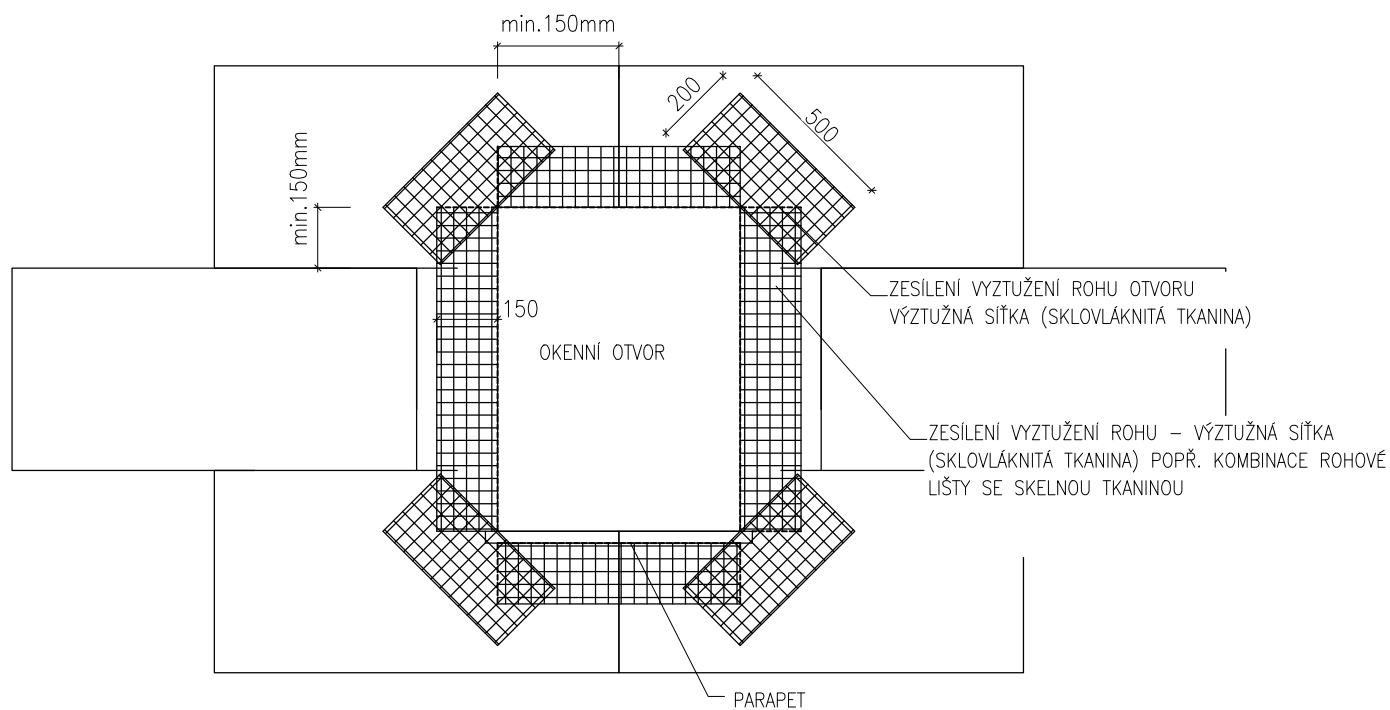 min.150mm
200
500
min.150mm
150
OKENNÍ OTVOR
ZESÍLENÍ VYZTUŽENÍ ROHU OTVORU
VÝZTUŽNÁ SÍŤKA (SKLOVLÁKNITÁ TKANINA)
ZESÍLENÍ VYZTUŽENÍ ROHU – VÝZTUŽNÁ SÍŤKA
(SKLOVLÁKNITÁ TKANINA) POPŘ. KOMBINACE ROHOVÉ
LIŠTY SE SKELNOU TKANINOU
PARAPET